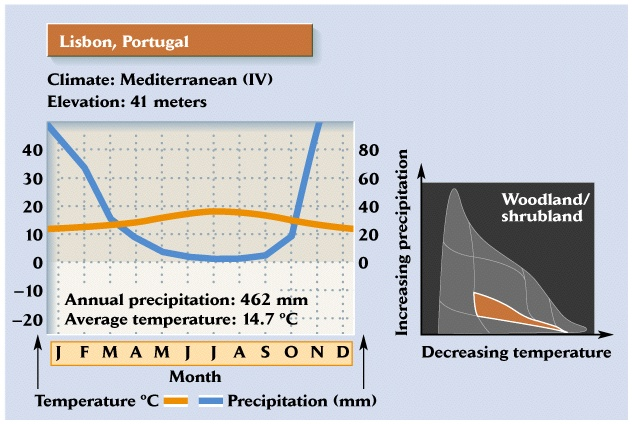 Lisbon, Portugal
Climate: Mediterranean (IV)
Elevation: 41 meters
40
30
20
10
0
−10
−20
80
60
40
20
0
Annual precipitation: 462 mm
Average temperature: 14.7 ºC
J F M A M J J A S O N D
Month
Temperature ºC
Precipitation (mm)
Increasing precipitation
Woodland/
shrubland
Decreasing temperature